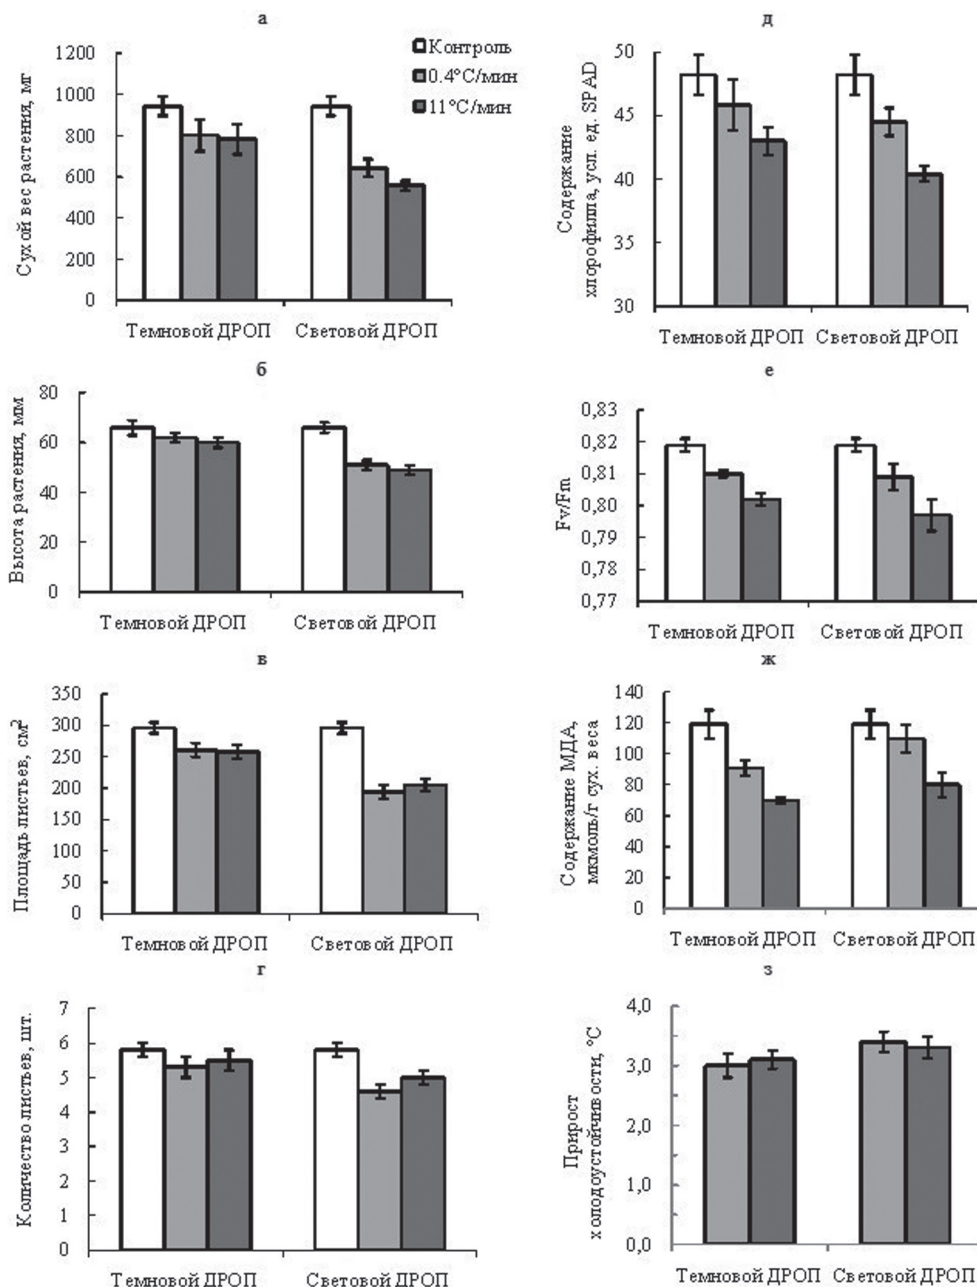 а
Сухой вес растения, мг
1200
1000
800
600
400
200
0
Контроль
0.4°С/мин
11°С/мин
Темновой ДРОП
Световой ДРОП
б
Высота растения, мм
80
60
40
20
0
Темновой ДРОП
Световой ДРОП
в
Площадь листьев, см²
350
300
250
200
150
100
50
0
Темновой ДРОП
Световой ДРОП
г
Количество листьев, шт.
7
6
5
4
3
2
1
0
Темновой ДРОП
Световой ДРОП
д
Содержание
хлорофилла, усл. ед. SPAD
50
45
40
35
30
Темновой ДРОП
Световой ДРОП
е
Fv/Fm
0,83
0,82
0,81
0,80
0,79
0,78
0,77
Темновой ДРОП
Световой ДРОП
ж
Содержание МДА,
мкмоль/г сух. веса
140
120
100
80
60
40
20
0
Темновой ДРОП
Световой ДРОП
з
Прирост
холодоустойчивости, °С
4,0
3,0
2,0
1,0
0,0
Темновой ДРОП
Световой ДРОП